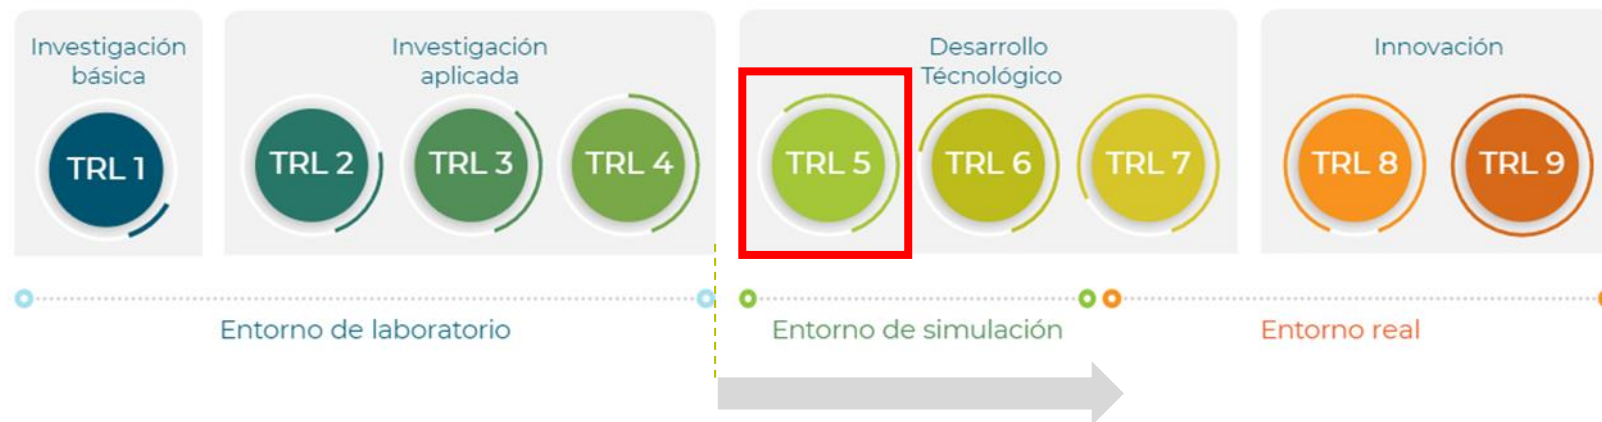 Investigación
básica
Investigación
aplicada
Desarrollo
Técnológico
Innovación
TRL 1
TRL 2
TRL 3
TRL 4
TRL 5
TRL 6
TRL 7
TRL 8
TRL 9
Entorno de laboratorio
Entorno de simulación
Entorno real